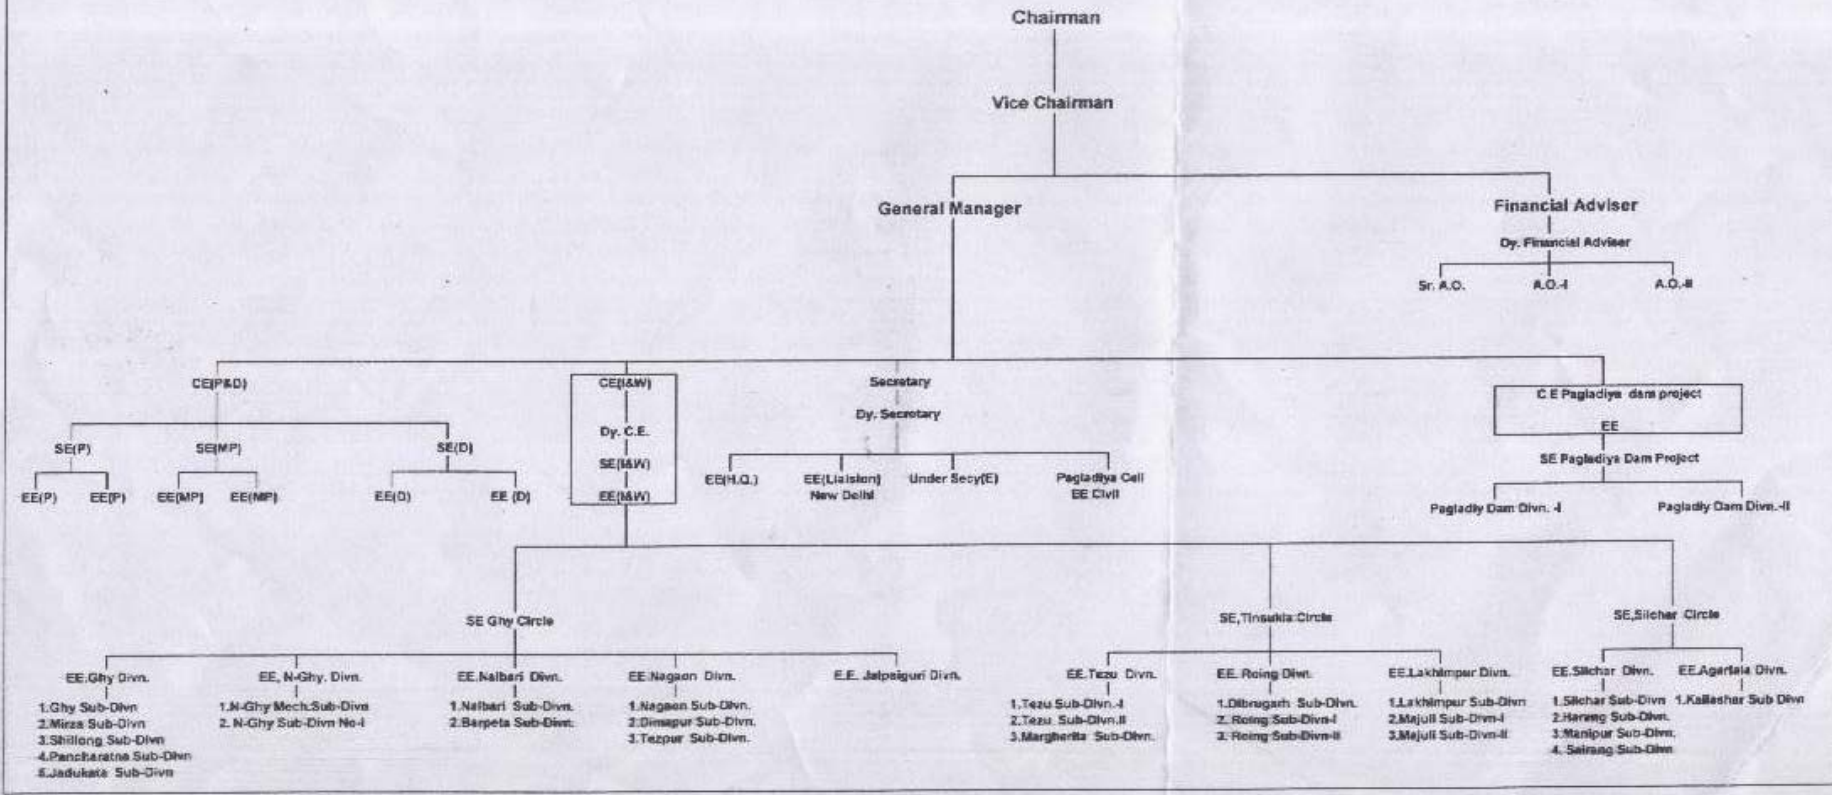 Chairman
Vice Chairman
General Manager
Financial Adviser
Dy. Financial Adviser
Sr. A.O.
A.O.-I
A.O.-II
CE(P&D)
CE(I&W)
Secretary
C.E Pagladiya dam project
Dy. Secretary
Dy. C.E.
EE
SE(P)
SE(MP)
SE(D)
SE(I&W)
SE Pagladiya Dam Project
EE(P)
EE(P)
EE(MP)
EE(MP)
EE(D)
EE (D)
EE(I&W)
EE(H.Q.)
EE(Liaision)
New Delhi
Under Secy(E)
Pagladiya Cell
EE Civil
Pagladiy Dam Divn. -I
Pagladiy Dam Divn.-II
SE Ghy Circle
SE,Tinsukia Circle
SE,Silchar Circle
EE.Ghy Divn.
EE, N-Ghy. Divn.
EE.Nalbari Divn.
EE.Nagaon Divn.
E.E. Jalpaiguri Divn.
EE.Tezu Divn.
EE. Roing Divn.
EE.Lakhimpur Divn.
EE.Silchar Divn.
EE.Agartala Divn.
1.Ghy Sub-Divn
2.Mirza Sub-Divn
3.Shillong Sub-Divn
4.Pancharatna Sub-Divn
5.Jadukata Sub-Divn
1.N-Ghy Mech.Sub-Divn
2. N-Ghy Sub-Divn No-I
1.Nalbari Sub-Divn.
2.Barpeta Sub-Divn.
1.Nagaon Sub-Divn.
2.Dimapur Sub-Divn.
3.Tezpur Sub-Divn.
1.Tezu Sub-Divn.-I
2.Tezu Sub-Divn.II
3.Margherita Sub-Divn.
1.Dibrugarh Sub-Divn.
2. Roing Sub-Divn-I
3. Roing Sub-Divn-II
1.Lakhimpur Sub-Divn
2.Majuli Sub-Divn-I
3.Majuli Sub-Divn-II
1.Silchar Sub-Divn
2.Harang Sub-Divn.
3.Manipur Sub-Divn.
4. Sairang Sub-Divn
1.Kailashar Sub Divn